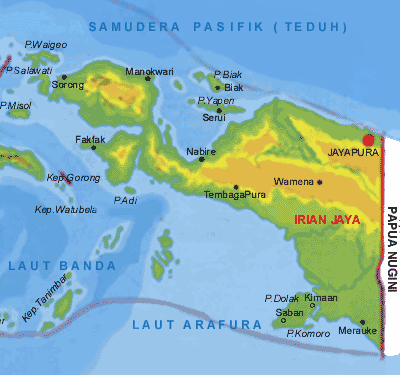 SAMUDERA PASIFIK ( TEDUH )
P.Waigeo
P.Salawati
Sorong
Manokwari
P.Biak
Biak
P.Misol
P.Yapen
Serui
Fakfak
Nabire
JAYAPURA
Kep.Gorong
Wamena
TembagaPura
P.Adi
Kep.Watubela
IRIAN JAYA
PAPUA NUGINI
LAUT BANDA
Kep.Tanimbar
P.Dolak
Kimaan
Saban
LAUT ARAFURA
P.Komoro
Merauke